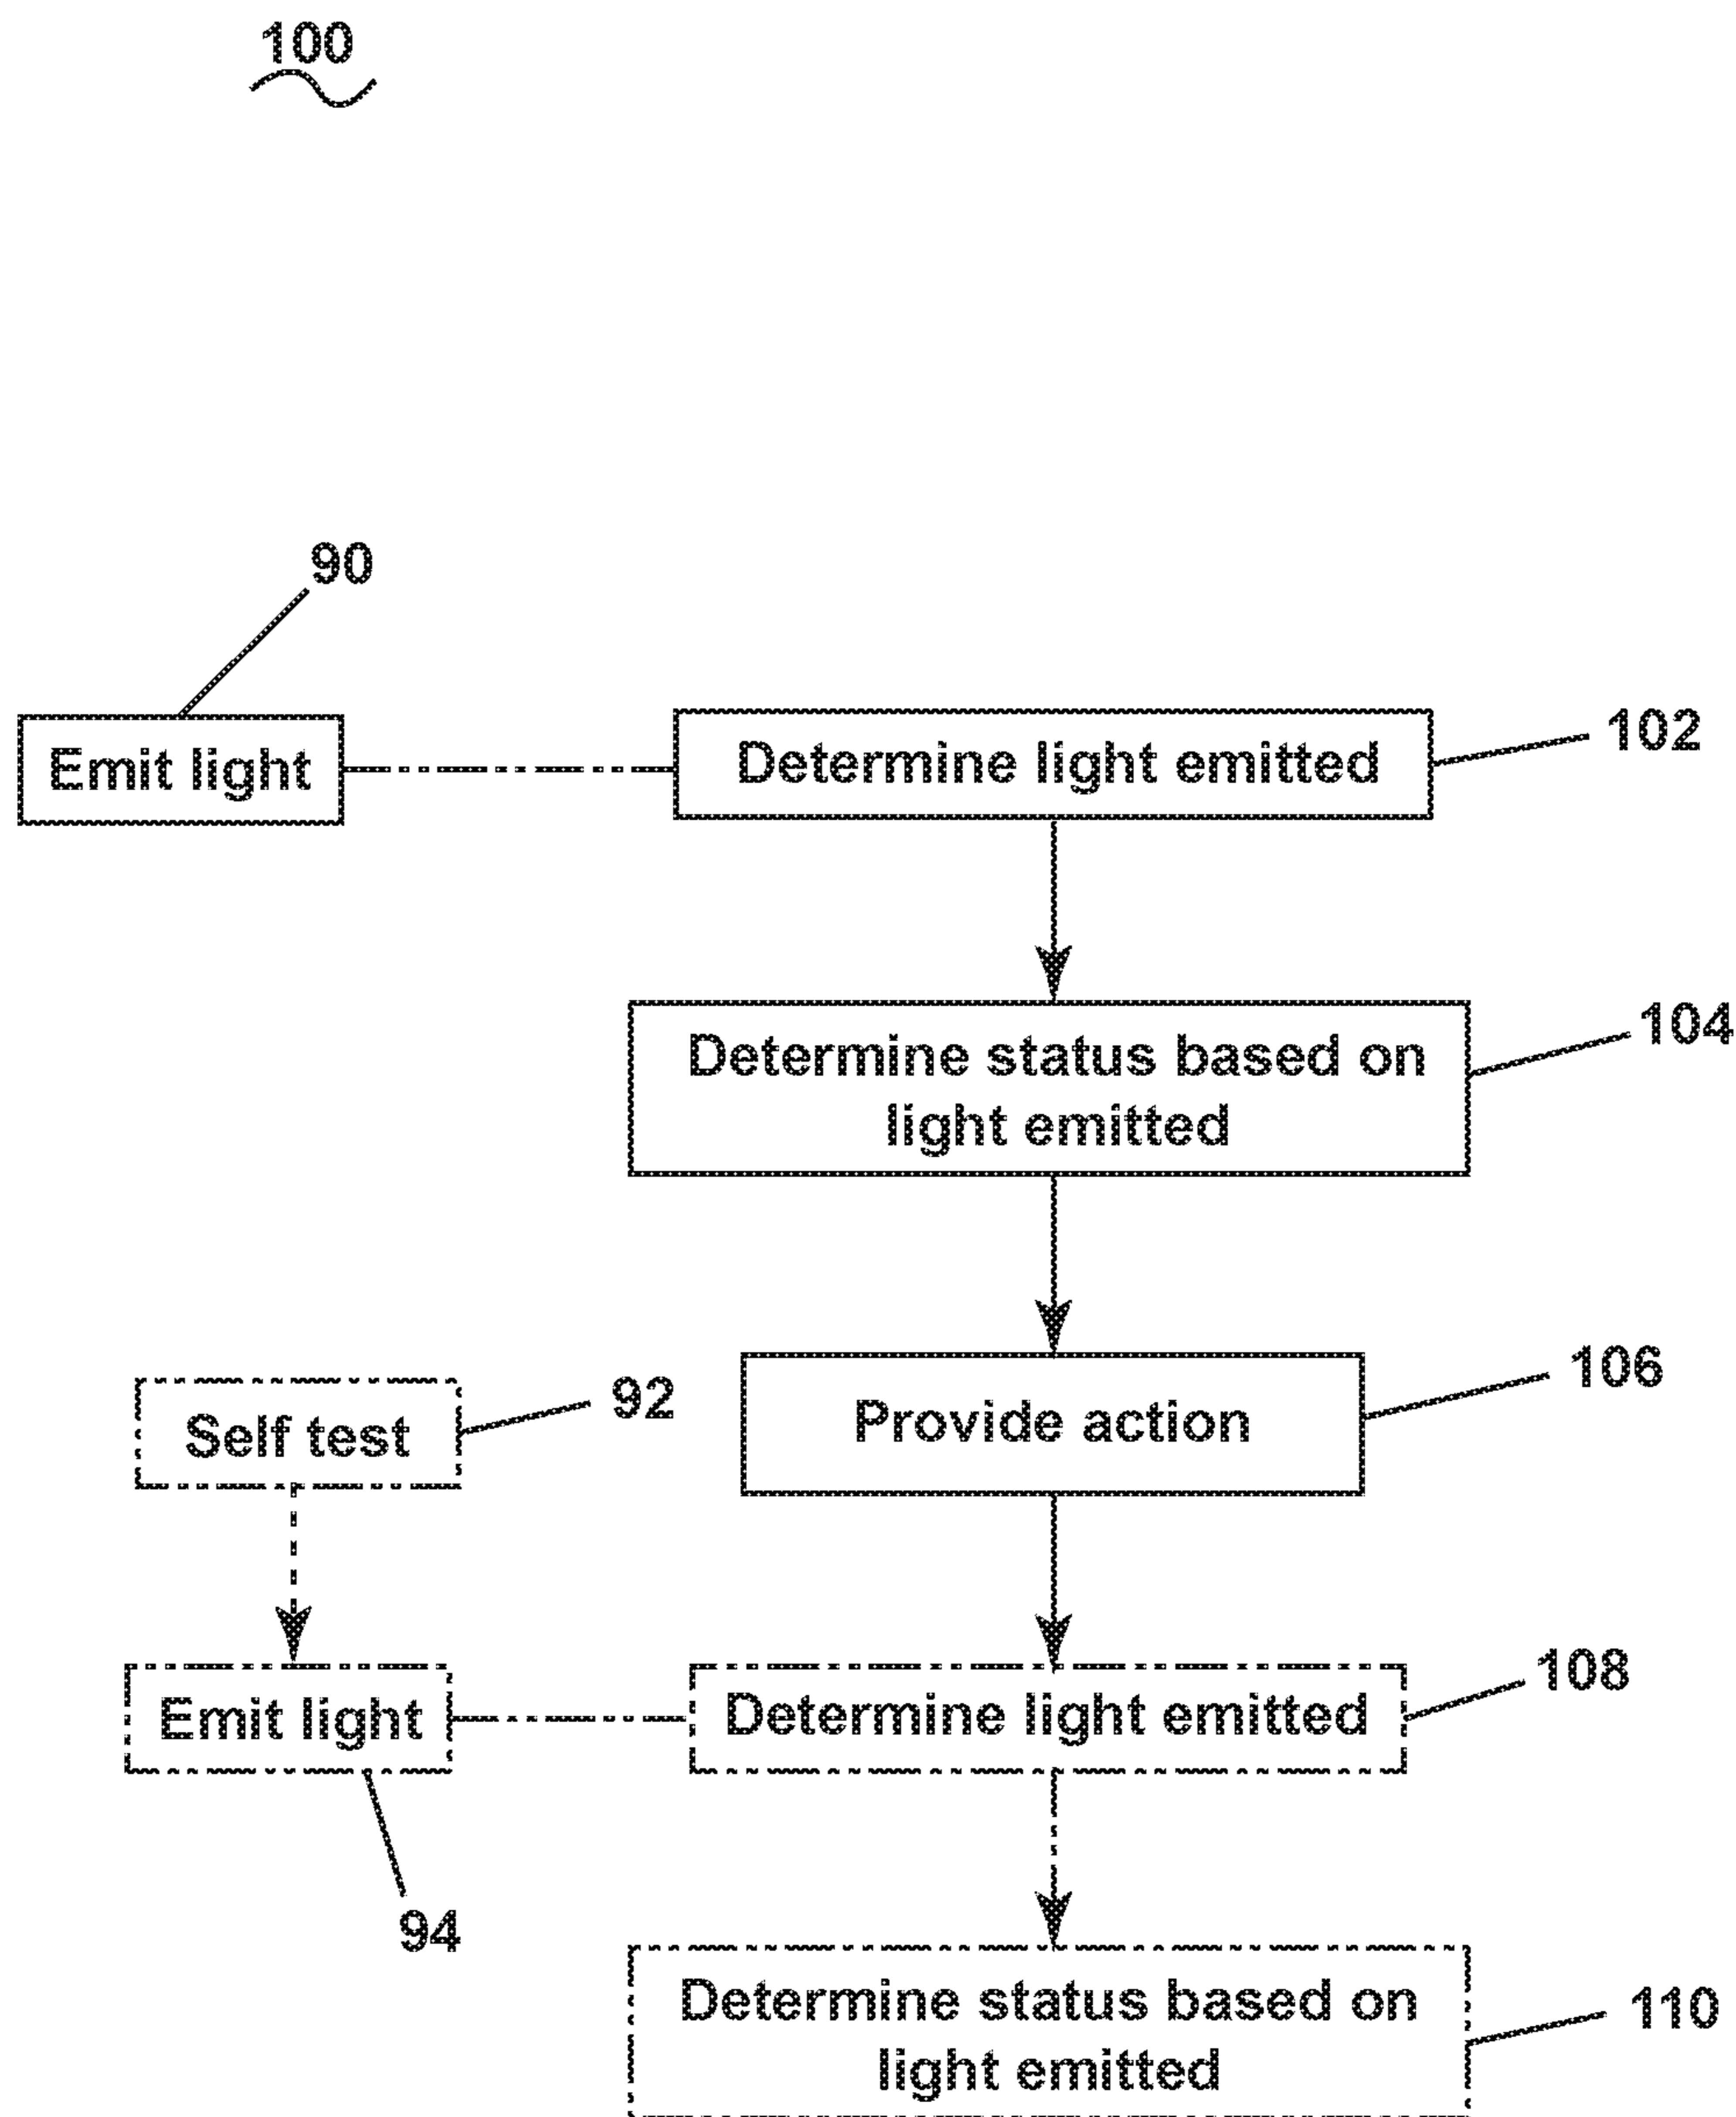 100
90
Emit light
Determine light emitted
102
Determine status based on
light emitted
104
Provide action
106
Self test
92
Emit light
94
Determine light emitted
108
Determine status based on
light emitted
110